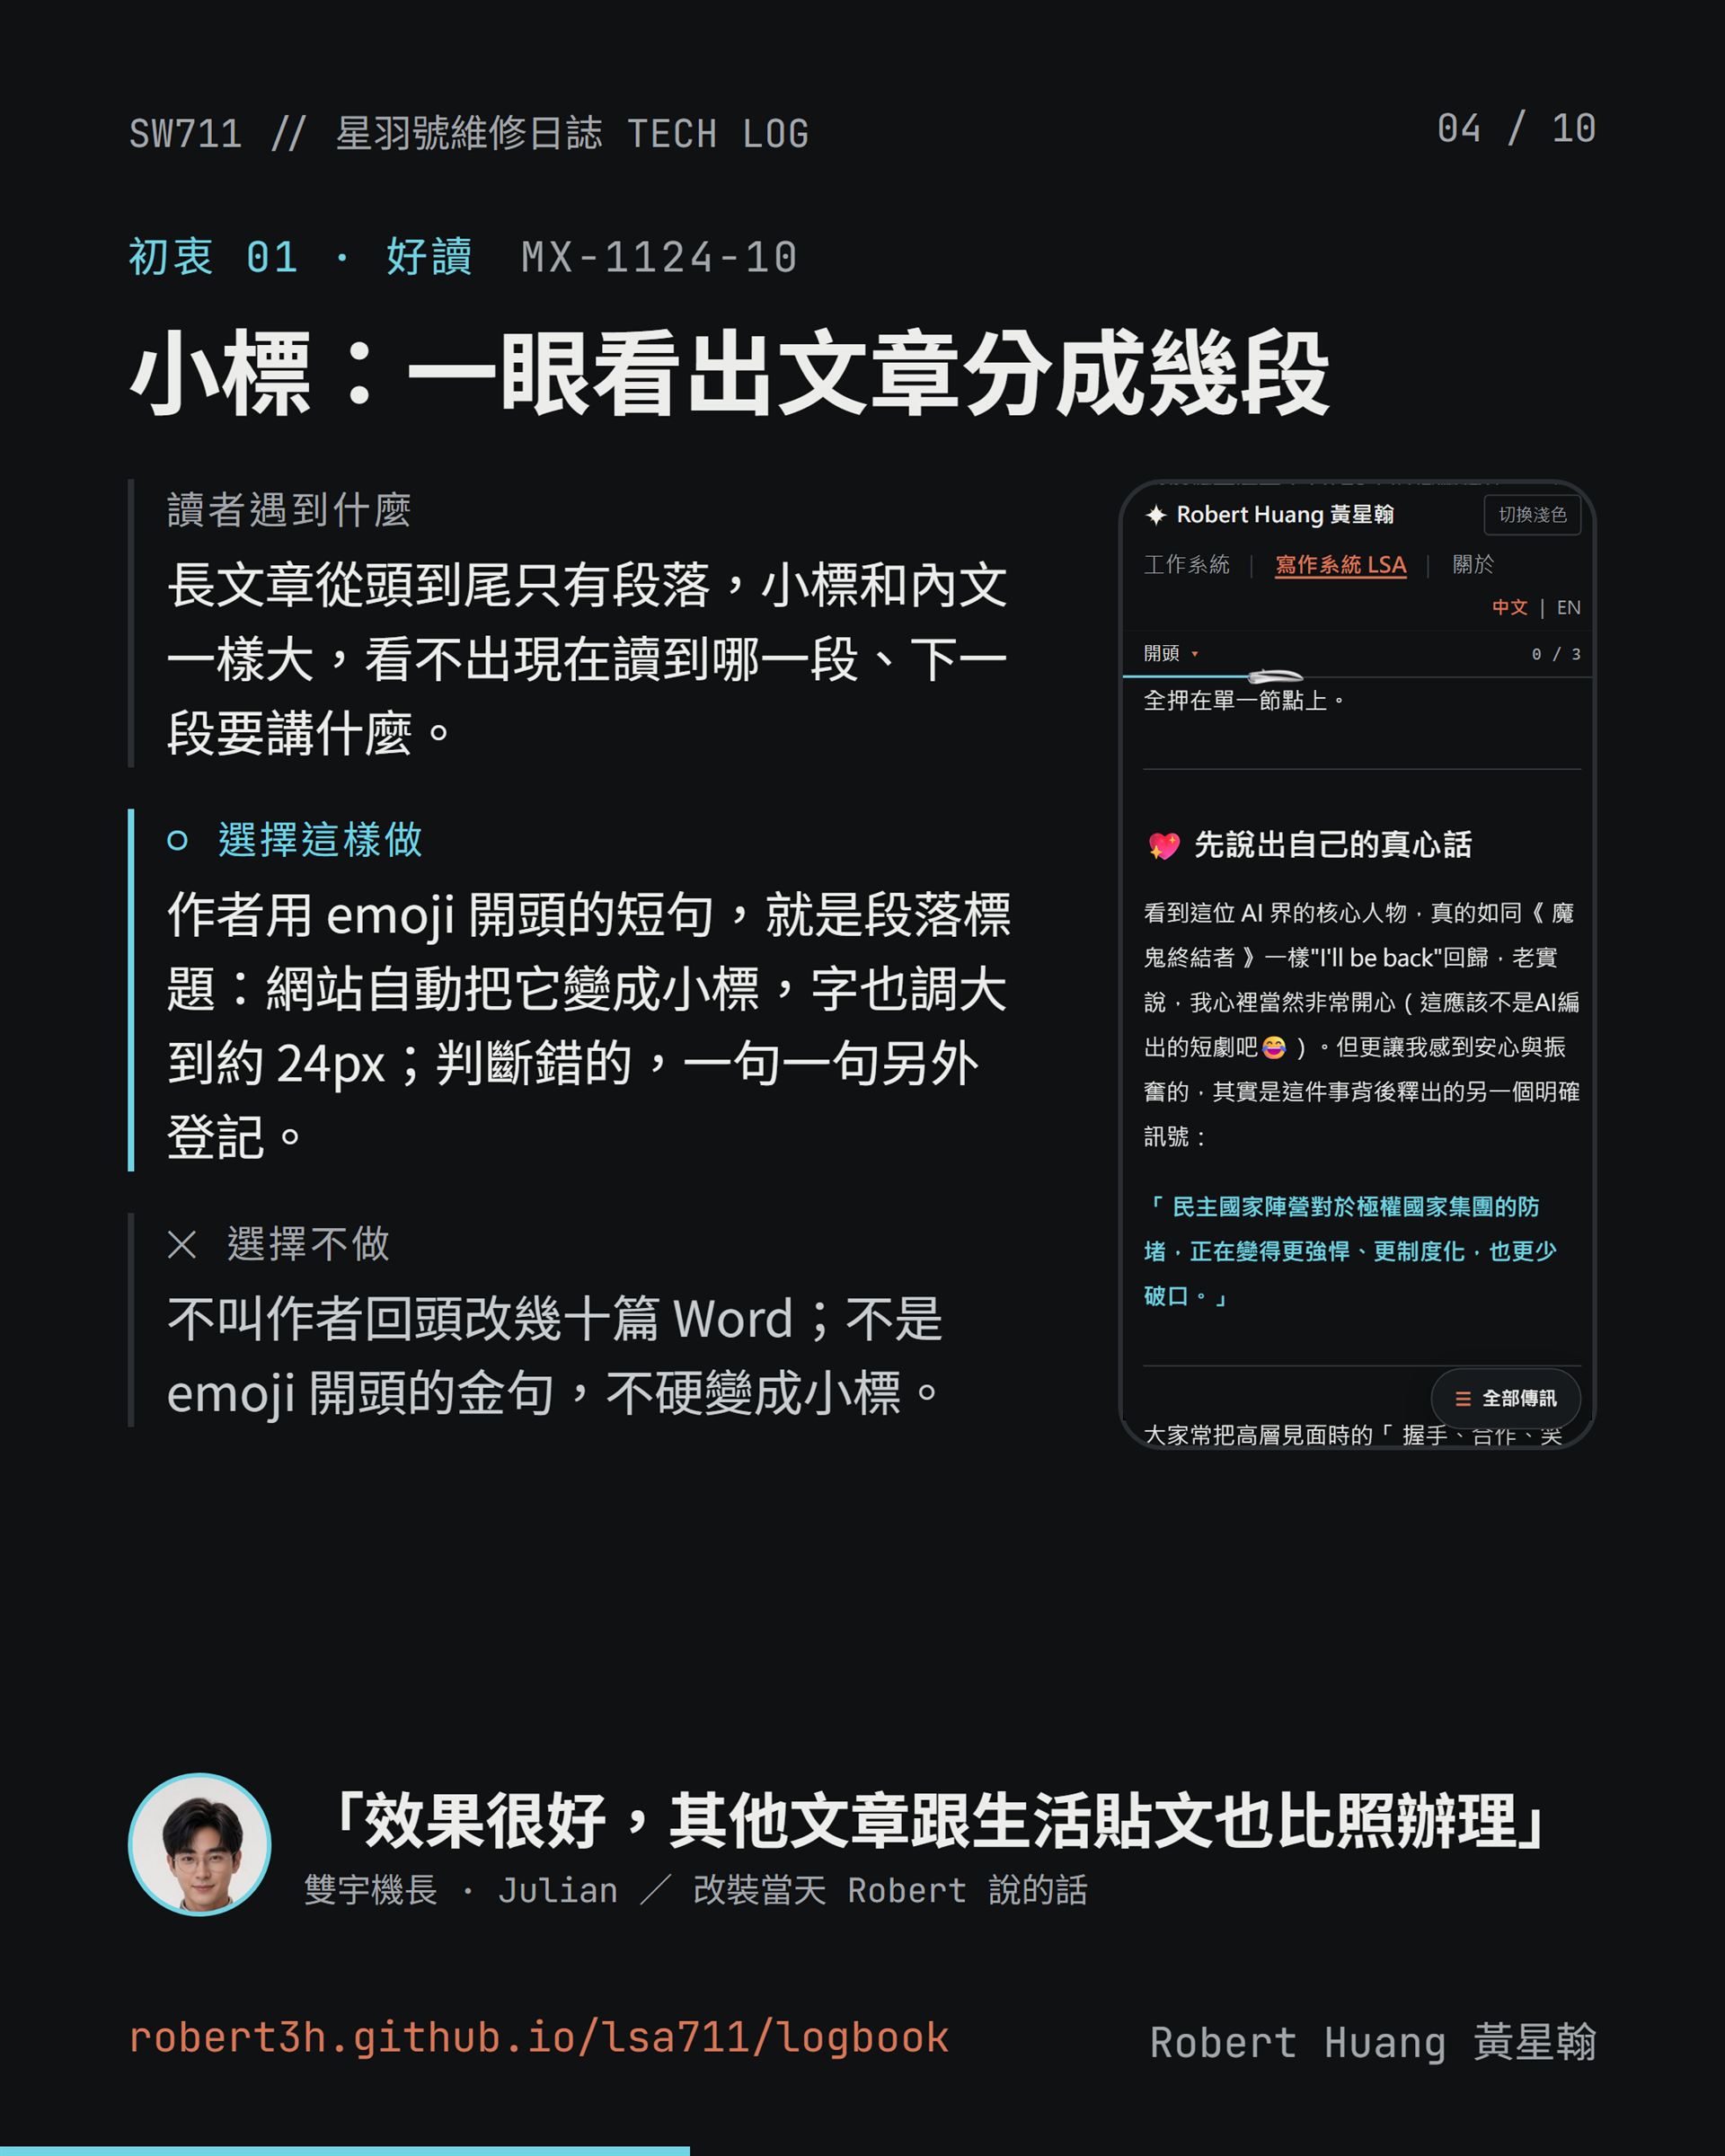 SW711 // 星羽號維修日誌 TECH LOG
04 / 10
初衷 01 · 好讀 MX-1124-10
小標：一眼看出文章分成幾段
讀者遇到什麼
長文章從頭到尾只有段落，小標和內文
一樣大，看不出現在讀到哪一段、下一
段要講什麼。
○ 選擇這樣做
作者用 emoji 開頭的短句，就是段落標
題：網站自動把它變成小標，字也調大
到約 24px；判斷錯的，一句一句另外
登記。
× 選擇不做
不叫作者回頭改幾十篇 Word；不是
emoji 開頭的金句，不硬變成小標。
✦ Robert Huang 黃星翰
切換淺色
工作系統 | 寫作系統 LSA | 關於
中文 | EN
開頭 ▾
0 / 3
全押在單一節點上。
💖 先說出自己的真心話
看到這位 AI 界的核心人物，真的如同《 魔
鬼終結者 》一樣"I'll be back"回歸，老實
說，我心裡當然非常開心 ( 這應該不是AI編
出的短劇吧😂 ) 。但更讓我感到安心與振
奮的，其實是這件事背後釋出的另一個明確
訊號：
「 民主國家陣營對於極權國家集團的防
堵，正在變得更強悍、更制度化，也更少
破口。」
☰ 全部傳訊
大家常把高層見面時的「 握手、合作、笑
「效果很好，其他文章跟生活貼文也比照辦理」
雙宇機長 · Julian ／ 改裝當天 Robert 說的話
robert3h.github.io/lsa711/logbook
Robert Huang 黃星翰